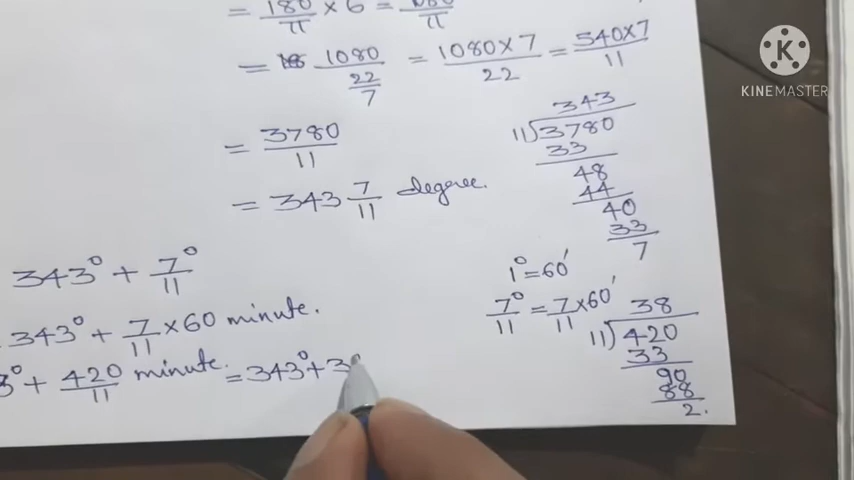 = 180/π × 6 = 1080/π
= 1080/(22/7) = 1080×7/22 = 540×7/11
= 3780/11
= 343 7/11 degree.
343
11)3780
33
48
44
40
33
7
343° + 7°/11
1° = 60′
343° + 7/11 × 60 minute.
7°/11 = 7/11 × 60′
3° + 420/11 minute. = 343° + 3
38
11)420
33
90
88
2.
KINEMASTER